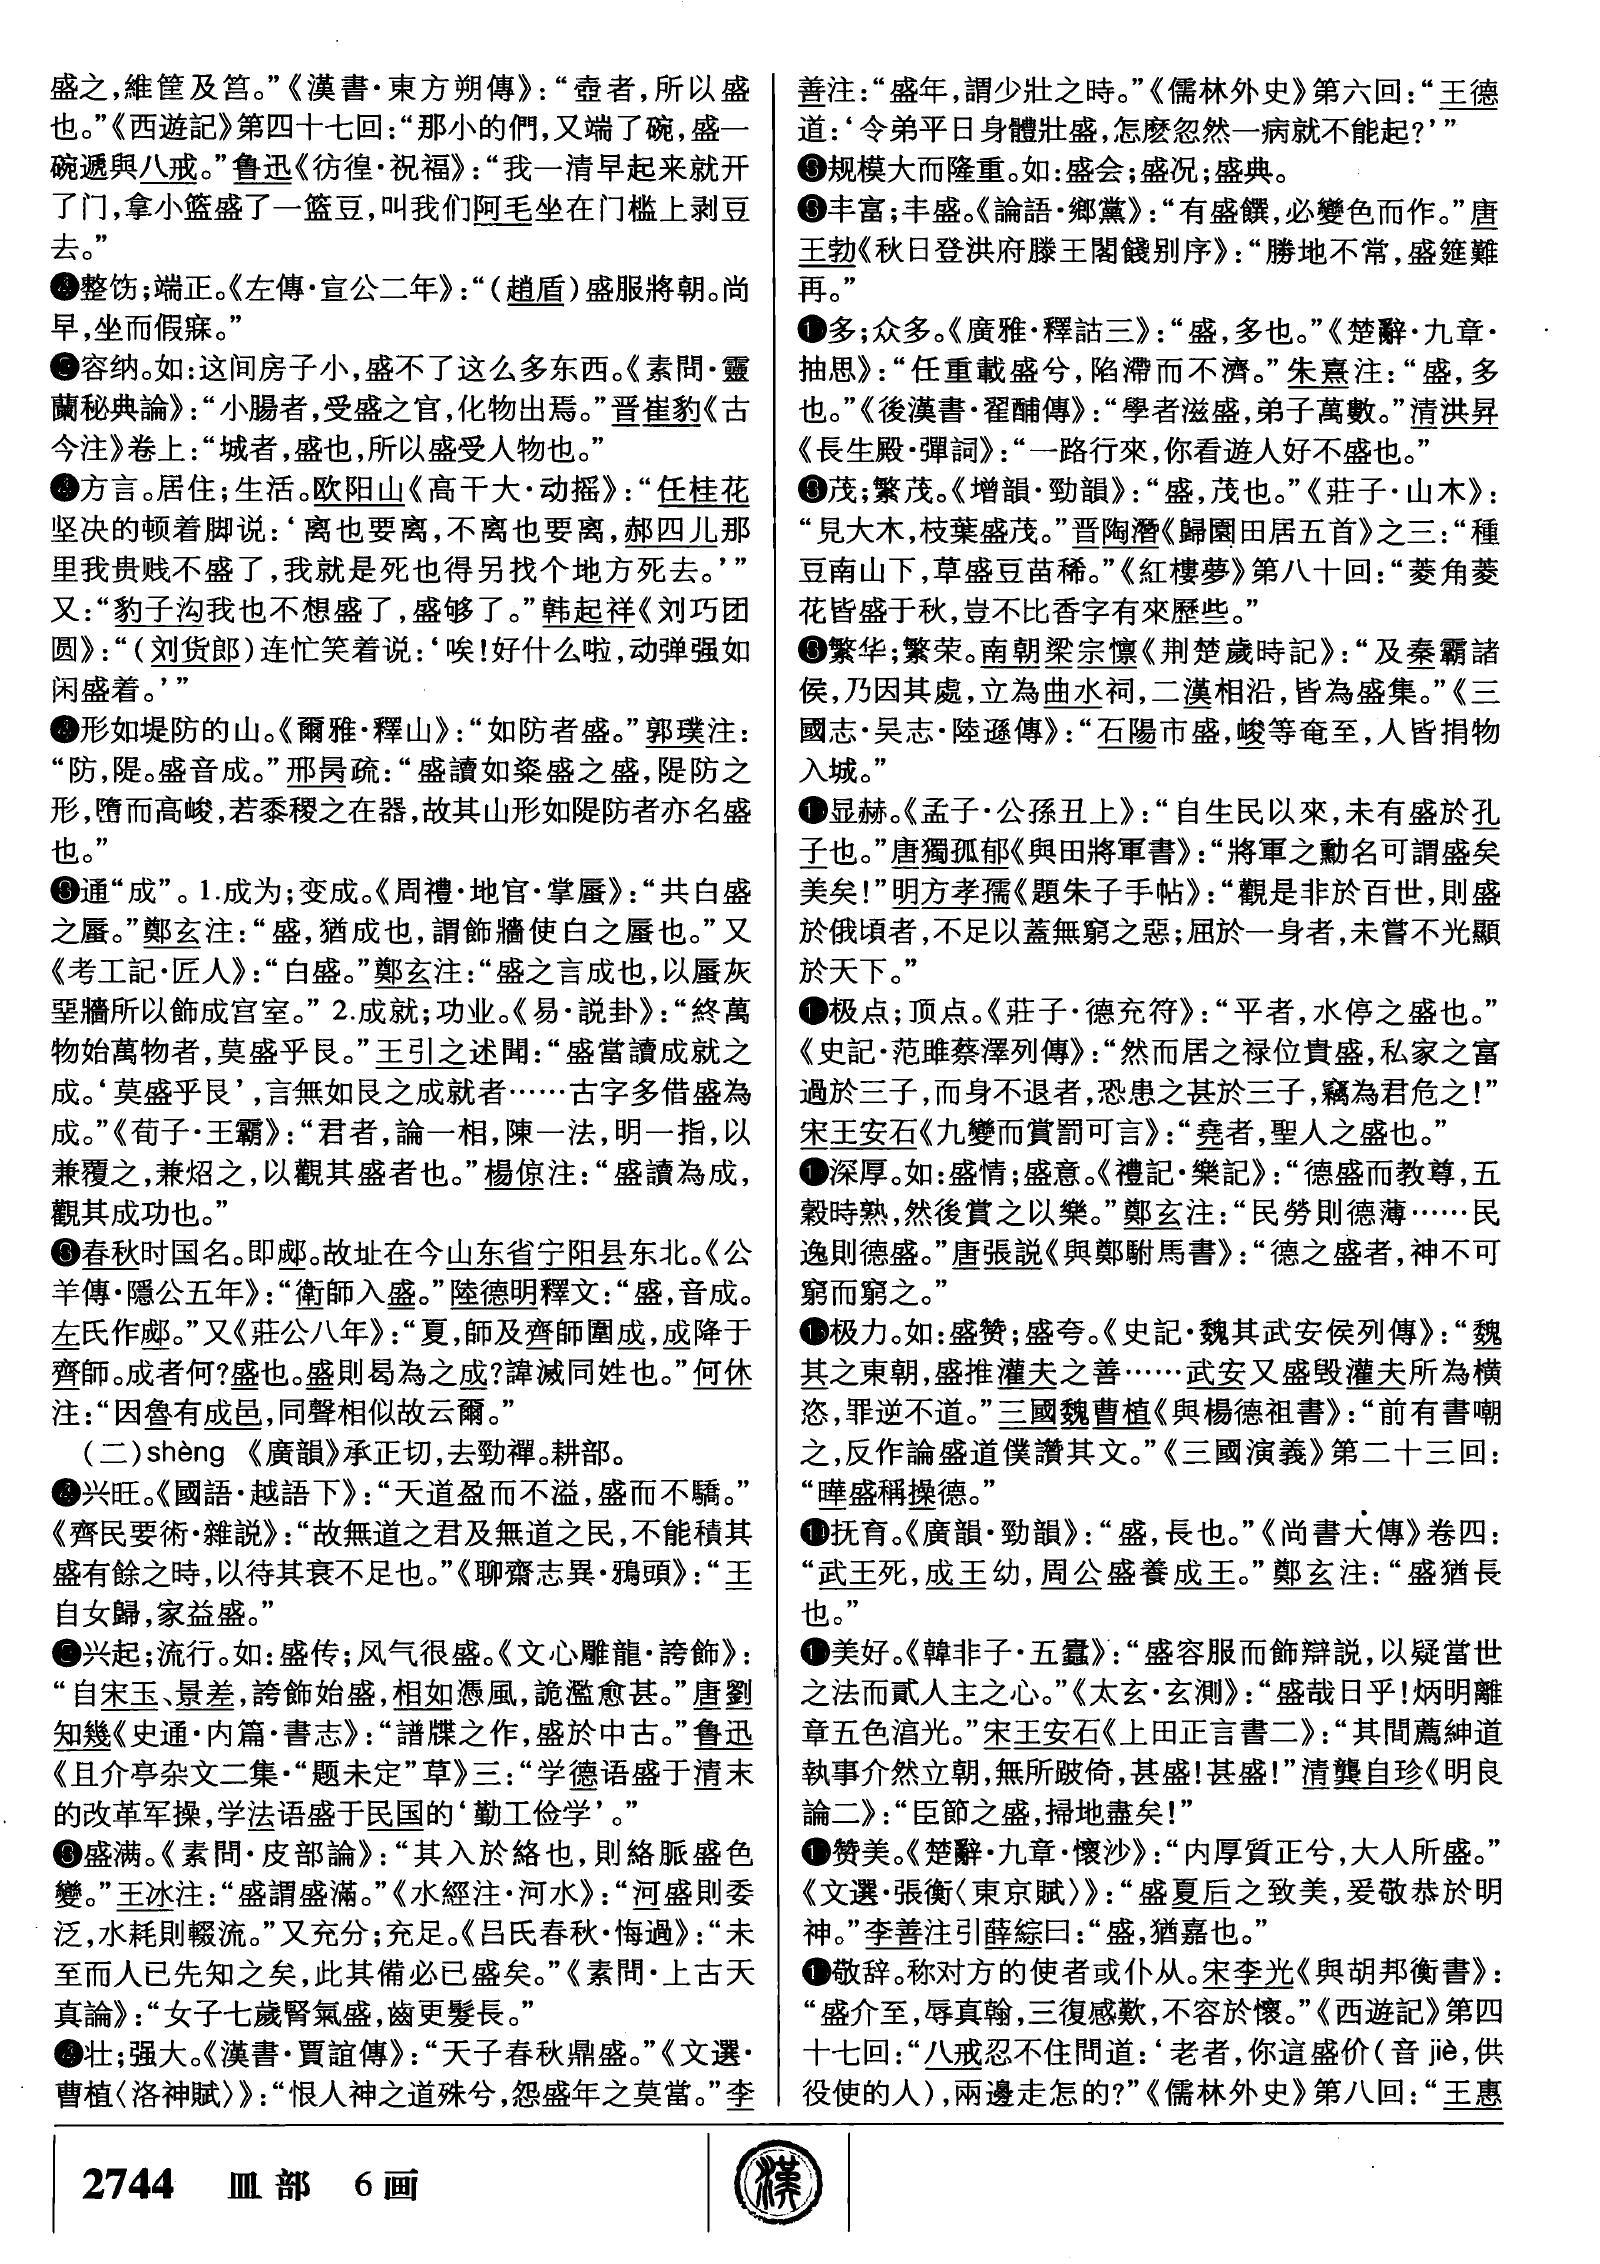 盛之,維筐及筥。”《漢書·東方朔傳》:“壺者,所以盛
也。”《西遊記》第四十七回:“那小的們,又端了碗,盛一
碗遞與八戒。”鲁迅《彷徨·祝福》:“我一清早起来就开
了门,拿小篮盛了一篮豆,叫我们阿毛坐在门槛上剥豆
去。”
整饬;端正。《左傳·宣公二年》:“(趙盾)盛服將朝。尚
早,坐而假寐。”
容纳。如:这间房子小,盛不了这么多东西。《素問·靈
蘭秘典論》:“小腸者,受盛之官,化物出焉。”晋崔豹《古
今注》卷上:“城者,盛也,所以盛受人物也。”
方言。居住;生活。欧阳山《高干大·动摇》:“任桂花
坚决的顿着脚说:‘离也要离,不离也要离,郝四儿那
里我贵贱不盛了,我就是死也得另找个地方死去。’”
又:“豹子沟我也不想盛了,盛够了。”韩起祥《刘巧团
圆》:“(刘货郎)连忙笑着说:‘唉!好什么啦,动弹强如
闲盛着。’”
形如堤防的山。《爾雅·釋山》:“如防者盛。”郭璞注:
“防,隄。盛音成。”邢昺疏:“盛讀如粢盛之盛,隄防之
形,隋而高峻,若黍稷之在器,故其山形如隄防者亦名盛
也。”
通“成”。1.成为;变成。《周禮·地官·掌蜃》:“共白盛
之蜃。”鄭玄注:“盛,猶成也,謂飾牆使白之蜃也。”又
《考工記·匠人》:“白盛。”鄭玄注:“盛之言成也,以蜃灰
堊牆所以飾成宫室。”2.成就;功业。《易·説卦》:“終萬
物始萬物者,莫盛乎艮。”王引之述聞:“盛當讀成就之
成。‘莫盛乎艮’,言無如艮之成就者……古字多借盛為
成。”《荀子·王霸》:“君者,論一相,陳一法,明一指,以
兼覆之,兼炤之,以觀其盛者也。”楊倞注:“盛讀為成,
觀其成功也。”
春秋时国名。即郕。故址在今山东省宁阳县东北。《公
羊傳·隱公五年》:“衛師入盛。”陸德明釋文:“盛,音成。
左氏作郕。”又《莊公八年》:“夏,師及齊師圍成,成降于
齊師。成者何?盛也。盛則曷為之成?諱滅同姓也。”何休
注:“因魯有成邑,同聲相似故云爾。”
(二)shèng 《廣韻》承正切,去勁禪。耕部。
兴旺。《國語·越語下》:“天道盈而不溢,盛而不驕。”
《齊民要術·雜説》:“故無道之君及無道之民,不能積其
盛有餘之時,以待其衰不足也。”《聊齋志異·鴉頭》:“王
自女歸,家益盛。”
兴起;流行。如:盛传;风气很盛。《文心雕龍·誇飾》:
“自宋玉、景差,誇飾始盛,相如憑風,詭濫愈甚。”唐劉
知幾《史通·内篇·書志》:“譜牒之作,盛於中古。”鲁迅
《且介亭杂文二集·“题未定”草》三:“学德语盛于清末
的改革军操,学法语盛于民国的‘勤工俭学’。”
盛满。《素問·皮部論》:“其入於絡也,則絡脈盛色
變。”王冰注:“盛謂盛滿。”《水經注·河水》:“河盛則委
泛,水耗則輟流。”又充分;充足。《吕氏春秋·悔過》:“未
至而人已先知之矣,此其備必已盛矣。”《素問·上古天
真論》:“女子七歲腎氣盛,齒更髮長。”
壮;强大。《漢書·賈誼傳》:“天子春秋鼎盛。”《文選·
曹植〈洛神賦〉》:“恨人神之道殊兮,怨盛年之莫當。”李
善注:“盛年,謂少壯之時。”《儒林外史》第六回:“王德
道:‘令弟平日身體壯盛,怎麽忽然一病就不能起?’”
规模大而隆重。如:盛会;盛况;盛典。
丰富;丰盛。《論語·鄉黨》:“有盛饌,必變色而作。”唐
王勃《秋日登洪府滕王閣餞别序》:“勝地不常,盛筵難
再。”
多;众多。《廣雅·釋詁三》:“盛,多也。”《楚辭·九章·
抽思》:“任重載盛兮,陷滯而不濟。”朱熹注:“盛,多
也。”《後漢書·翟酺傳》:“學者滋盛,弟子萬數。”清洪昇
《長生殿·彈詞》:“一路行來,你看遊人好不盛也。”
茂;繁茂。《增韻·勁韻》:“盛,茂也。”《莊子·山木》:
“見大木,枝葉盛茂。”晋陶潛《歸園田居五首》之三:“種
豆南山下,草盛豆苗稀。”《紅樓夢》第八十回:“菱角菱
花皆盛于秋,豈不比香字有來歷些。”
繁华;繁荣。南朝梁宗懍《荆楚歲時記》:“及秦霸諸
侯,乃因其處,立為曲水祠,二漢相沿,皆為盛集。”《三
國志·吴志·陸遜傳》:“石陽市盛,峻等奄至,人皆捐物
入城。”
显赫。《孟子·公孫丑上》:“自生民以來,未有盛於孔
子也。”唐獨孤郁《與田將軍書》:“將軍之勳名可謂盛矣
美矣!”明方孝孺《題朱子手帖》:“觀是非於百世,則盛
於俄頃者,不足以蓋無窮之惡;屈於一身者,未嘗不光顯
於天下。”
极点;顶点。《莊子·德充符》:“平者,水停之盛也。”
《史記·范雎蔡澤列傳》:“然而居之禄位貴盛,私家之富
過於三子,而身不退者,恐患之甚於三子,竊為君危之!”
宋王安石《九變而賞罰可言》:“堯者,聖人之盛也。”
深厚。如:盛情;盛意。《禮記·樂記》:“德盛而教尊,五
穀時熟,然後賞之以樂。”鄭玄注:“民勞則德薄……民
逸則德盛。”唐張説《與鄭駙馬書》:“德之盛者,神不可
窮而窮之。”
极力。如:盛赞;盛夸。《史記·魏其武安侯列傳》:“魏
其之東朝,盛推灌夫之善……武安又盛毁灌夫所為横
恣,罪逆不道。”三國魏曹植《與楊德祖書》:“前有書嘲
之,反作論盛道僕讚其文。”《三國演義》第二十三回:
“曄盛稱操德。”
抚育。《廣韻·勁韻》:“盛,長也。”《尚書大傳》卷四:
“武王死,成王幼,周公盛養成王。”鄭玄注:“盛猶長
也。”
美好。《韓非子·五蠹》:“盛容服而飾辯説,以疑當世
之法而貳人主之心。”《太玄·玄測》:“盛哉日乎!炳明離
章五色淯光。”宋王安石《上田正言書二》:“其間薦紳道
執事介然立朝,無所跛倚,甚盛!甚盛!”清龔自珍《明良
論二》:“臣節之盛,掃地盡矣!”
赞美。《楚辭·九章·懷沙》:“内厚質正兮,大人所盛。”
《文選·張衡〈東京賦〉》:“盛夏后之致美,爰敬恭於明
神。”李善注引薛綜曰:“盛,猶嘉也。”
敬辞。称对方的使者或仆从。宋李光《與胡邦衡書》:
“盛介至,辱真翰,三復感歎,不容於懷。”《西遊記》第四
十七回:“八戒忍不住問道:‘老者,你這盛价(音jiè,供
役使的人),兩邊走怎的?”《儒林外史》第八回:“王惠
2744 皿部 6画
漢